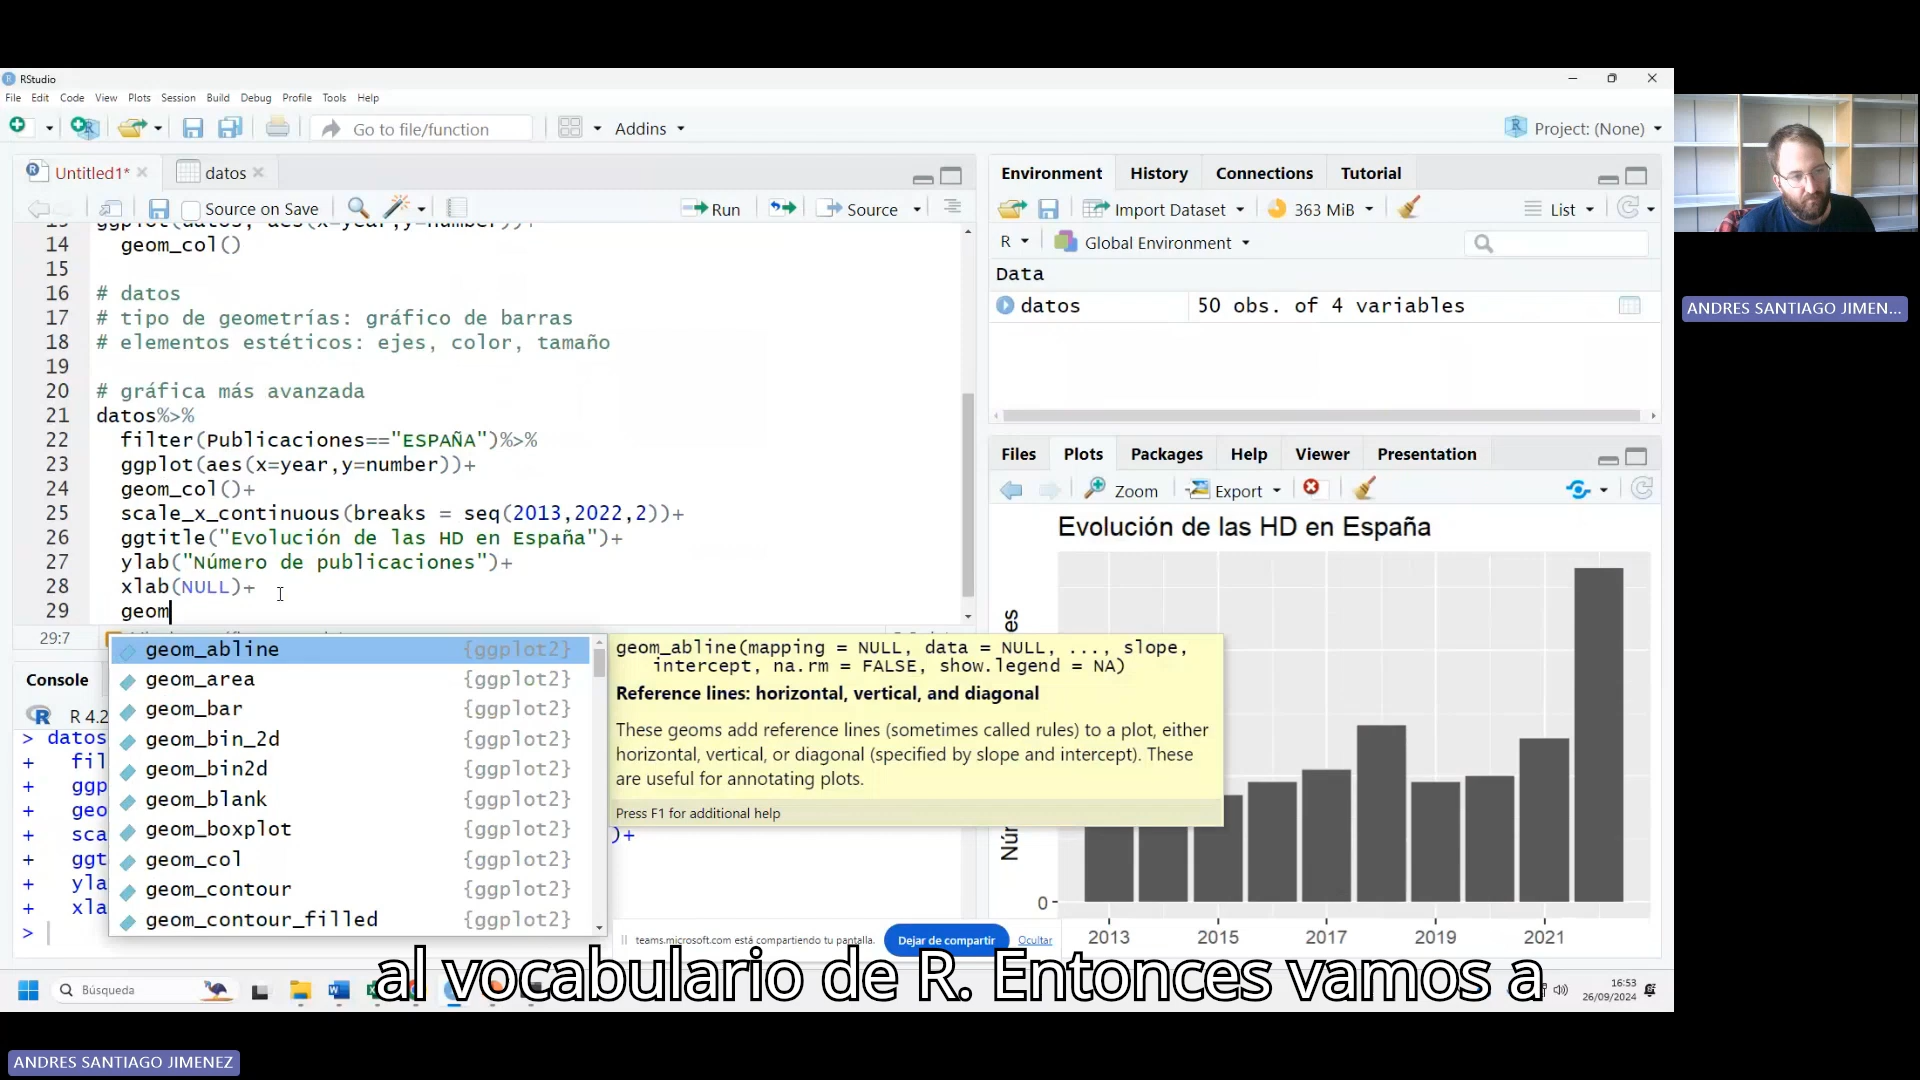 RStudio
File Edit Code View Plots Session Build Debug Profile Tools Help
Go to file/function Addins Project: (None)
Untitled1* datos
Source on Save Run Source
14 geom_col()
15
16 # datos
17 # tipo de geometrías: gráfico de barras
18 # elementos estéticos: ejes, color, tamaño
19
20 # gráfica más avanzada
21 datos%>%
22 filter(Publicaciones=="ESPAÑA")%>%
23 ggplot(aes(x=year,y=number))+
24 geom_col()+
25 scale_x_continuous(breaks = seq(2013,2022,2))+
26 ggtitle("Evolución de las HD en España")+
27 ylab("Número de publicaciones")+
28 xlab(NULL)+
29 geom
29:7
geom_abline {ggplot2}
geom_area {ggplot2}
geom_bar {ggplot2}
geom_bin_2d {ggplot2}
geom_bin2d {ggplot2}
geom_blank {ggplot2}
geom_boxplot {ggplot2}
geom_col {ggplot2}
geom_contour {ggplot2}
geom_contour_filled {ggplot2}
geom_abline(mapping = NULL, data = NULL, ..., slope,
intercept, na.rm = FALSE, show.legend = NA)
Reference lines: horizontal, vertical, and diagonal
These geoms add reference lines (sometimes called rules) to a plot, either
horizontal, vertical, or diagonal (specified by slope and intercept). These
are useful for annotating plots.
Press F1 for additional help
Console
R 4.2
> datos
+ fil
+ ggp
+ geo
+ sca )+
+ ggt
+ yla
+ xla
>
Environment History Connections Tutorial
Import Dataset 363 MiB List
R Global Environment
Data
datos 50 obs. of 4 variables
Files Plots Packages Help Viewer Presentation
Zoom Export
Evolución de las HD en España
0
2013 2015 2017 2019 2021
teams.microsoft.com está compartiendo tu pantalla. Dejar de compartir Ocultar
al vocabulario de R. Entonces vamos a
Búsqueda
16:53
26/09/2024
ANDRES SANTIAGO JIMEN...
ANDRES SANTIAGO JIMENEZ